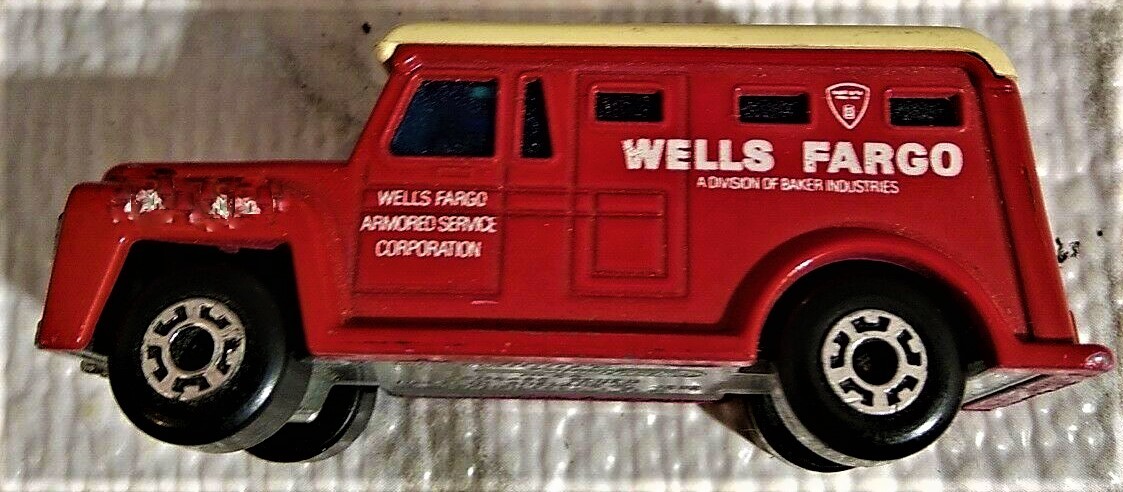 WELLS FARGO
A DIVISION OF BAKER INDUSTRIES
WELLS FARGO
ARMORED SERVICE
CORPORATION